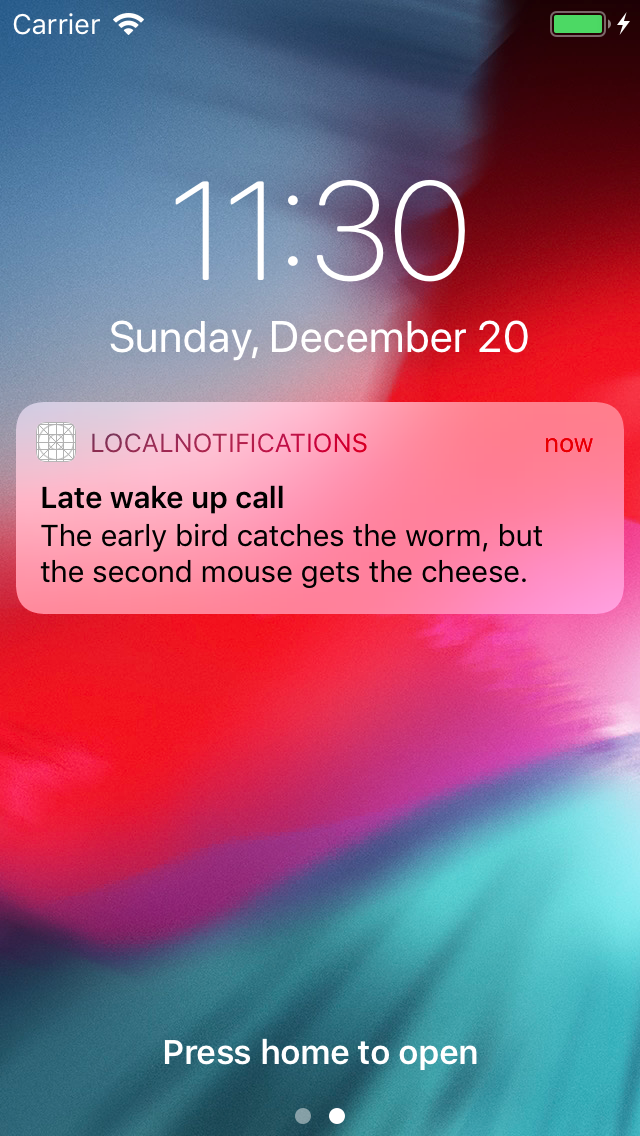 Carrier
11:30
Sunday, December 20
LOCALNOTIFICATIONS now
Late wake up call
The early bird catches the worm, but
the second mouse gets the cheese.
Press home to open